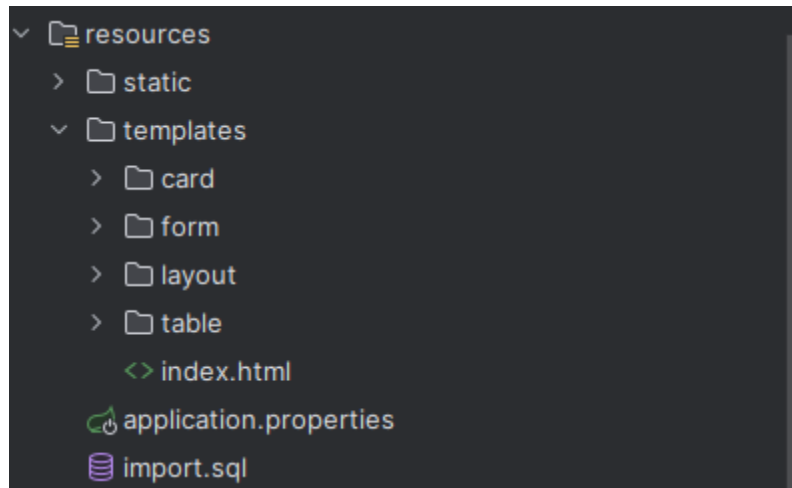 resources
static
templates
card
form
layout
table
index.html
application.properties
import.sql